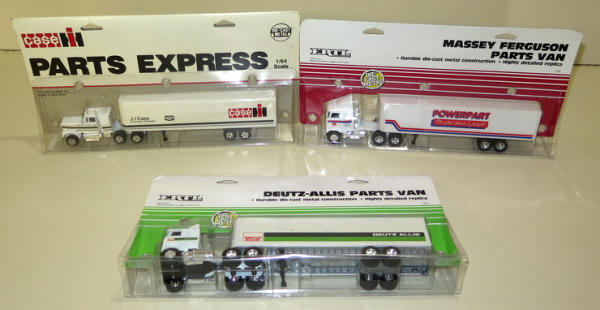 CASE IH
PARTS EXPRESS
1/64
Scale
J I Case
CASE IH
ERTL
MASSEY FERGUSON
PARTS VAN
• Durable die-cast metal construction • Highly detailed replica
POWERPART
ERTL
DEUTZ-ALLIS PARTS VAN
• Durable die-cast metal construction • Highly detailed replica
DEUTZ ALLIS